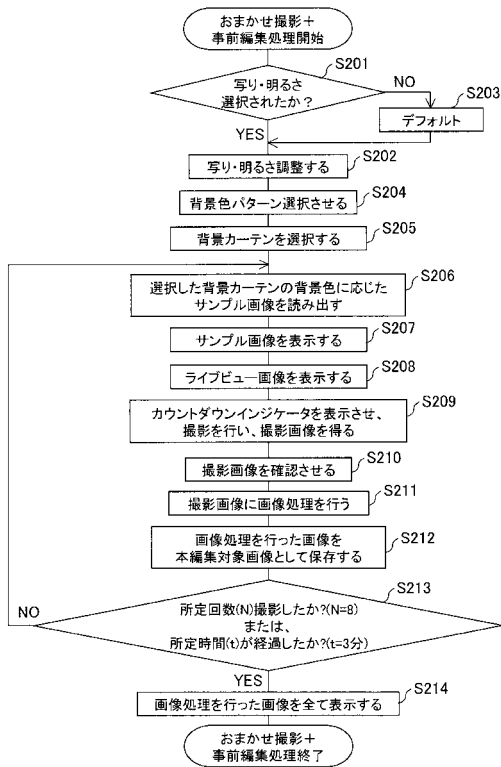 おまかせ撮影＋
事前編集処理開始
S201
写り・明るさ
選択されたか？
NO
S203
デフォルト
YES
S202
写り・明るさ調整する
S204
背景色パターン選択させる
S205
背景カーテンを選択する
S206
選択した背景カーテンの背景色に応じた
サンプル画像を読み出す
S207
サンプル画像を表示する
S208
ライブビュー画像を表示する
S209
カウントダウンインジケータを表示させ、
撮影を行い、撮影画像を得る
S210
撮影画像を確認させる
S211
撮影画像に画像処理を行う
S212
画像処理を行った画像を
本編集対象画像として保存する
S213
NO
所定回数(N)撮影したか?(N=8)
または、
所定時間(t)が経過したか?(t=3分)
YES
S214
画像処理を行った画像を全て表示する
おまかせ撮影＋
事前編集処理終了